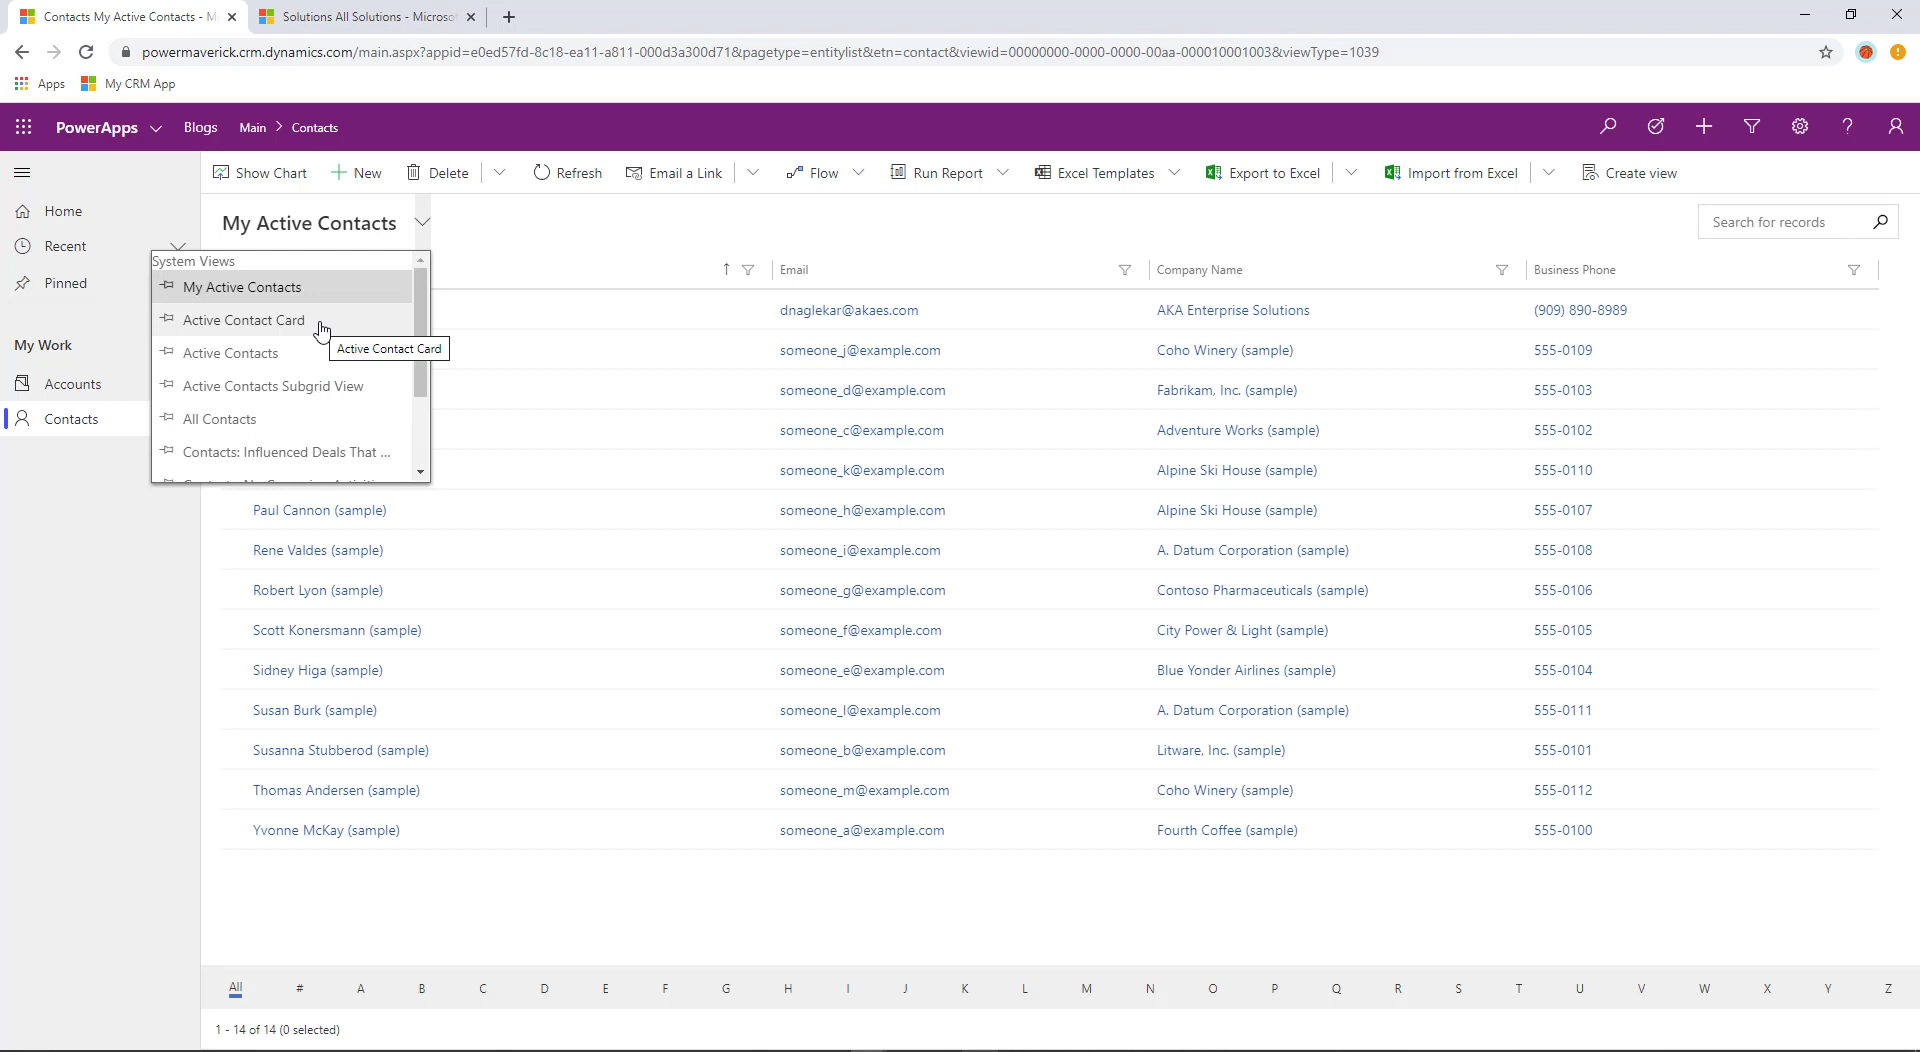 Contacts My Active Contacts - M
Solutions All Solutions - Microsof
powermaverick.crm.dynamics.com/main.aspx?appid=e0ed57fd-8c18-ea11-a811-000d3a300d71&pagetype=entitylist&etn=contact&viewid=00000000-0000-0000-00aa-000010001003&viewType=1039
Apps My CRM App
PowerApps Blogs Main > Contacts
Show Chart New Delete Refresh Email a Link Flow Run Report Excel Templates Export to Excel Import from Excel Create view
Home
Recent
Pinned
My Work
Accounts
Contacts
My Active Contacts
Search for records
System Views
My Active Contacts
Active Contact Card
Active Contact Card
Active Contacts
Active Contacts Subgrid View
All Contacts
Contacts: Influenced Deals That ...
Email Company Name Business Phone
dnaglekar@akaes.com AKA Enterprise Solutions (909) 890-8989
someone_j@example.com Coho Winery (sample) 555-0109
someone_d@example.com Fabrikam, Inc. (sample) 555-0103
someone_c@example.com Adventure Works (sample) 555-0102
someone_k@example.com Alpine Ski House (sample) 555-0110
Paul Cannon (sample) someone_h@example.com Alpine Ski House (sample) 555-0107
Rene Valdes (sample) someone_i@example.com A. Datum Corporation (sample) 555-0108
Robert Lyon (sample) someone_g@example.com Contoso Pharmaceuticals (sample) 555-0106
Scott Konersmann (sample) someone_f@example.com City Power & Light (sample) 555-0105
Sidney Higa (sample) someone_e@example.com Blue Yonder Airlines (sample) 555-0104
Susan Burk (sample) someone_l@example.com A. Datum Corporation (sample) 555-0111
Susanna Stubberod (sample) someone_b@example.com Litware, Inc. (sample) 555-0101
Thomas Andersen (sample) someone_m@example.com Coho Winery (sample) 555-0112
Yvonne McKay (sample) someone_a@example.com Fourth Coffee (sample) 555-0100
All # A B C D E F G H I J K L M N O P Q R S T U V W X Y Z
1 - 14 of 14 (0 selected)